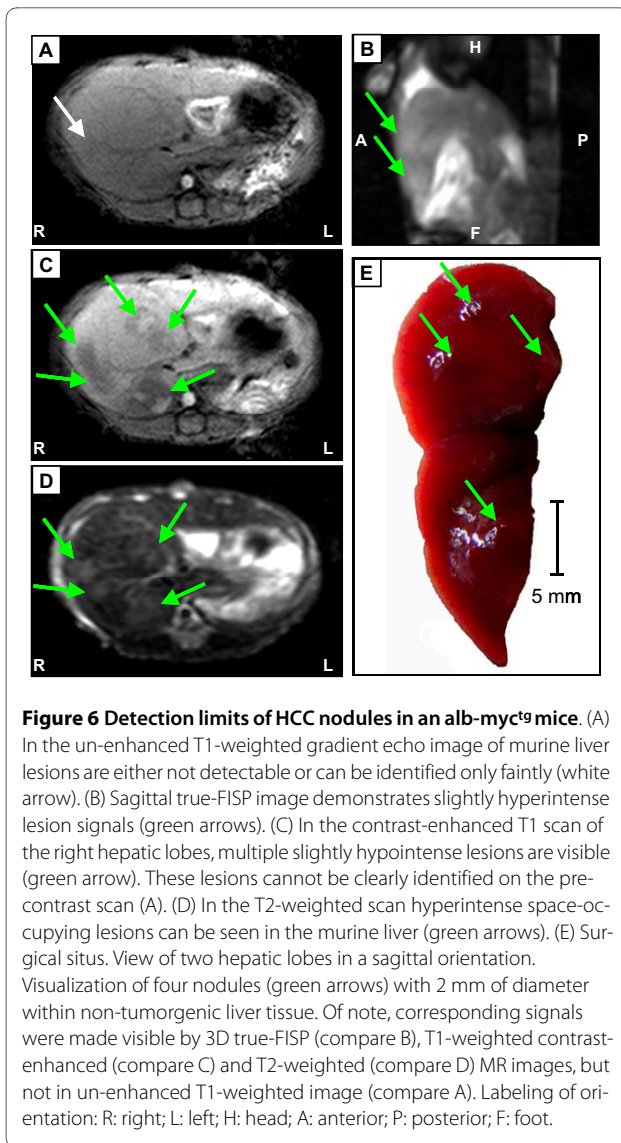 A
B
H
A
P
F
R
L
C
E
R
L
D
5 mm
R
L
Figure 6 Detection limits of HCC nodules in an alb-myctg mice. (A)
In the un-enhanced T1-weighted gradient echo image of murine liver
lesions are either not detectable or can be identified only faintly (white
arrow). (B) Sagittal true-FISP image demonstrates slightly hyperintense
lesion signals (green arrows). (C) In the contrast-enhanced T1 scan of
the right hepatic lobes, multiple slightly hypointense lesions are visible
(green arrow). These lesions cannot be clearly identified on the pre-
contrast scan (A). (D) In the T2-weighted scan hyperintense space-oc-
cupying lesions can be seen in the murine liver (green arrows). (E) Sur-
gical situs. View of two hepatic lobes in a sagittal orientation.
Visualization of four nodules (green arrows) with 2 mm of diameter
within non-tumorgenic liver tissue. Of note, corresponding signals
were made visible by 3D true-FISP (compare B), T1-weighted contrast-
enhanced (compare C) and T2-weighted (compare D) MR images, but
not in un-enhanced T1-weighted image (compare A). Labeling of ori-
entation: R: right; L: left; H: head; A: anterior; P: posterior; F: foot.